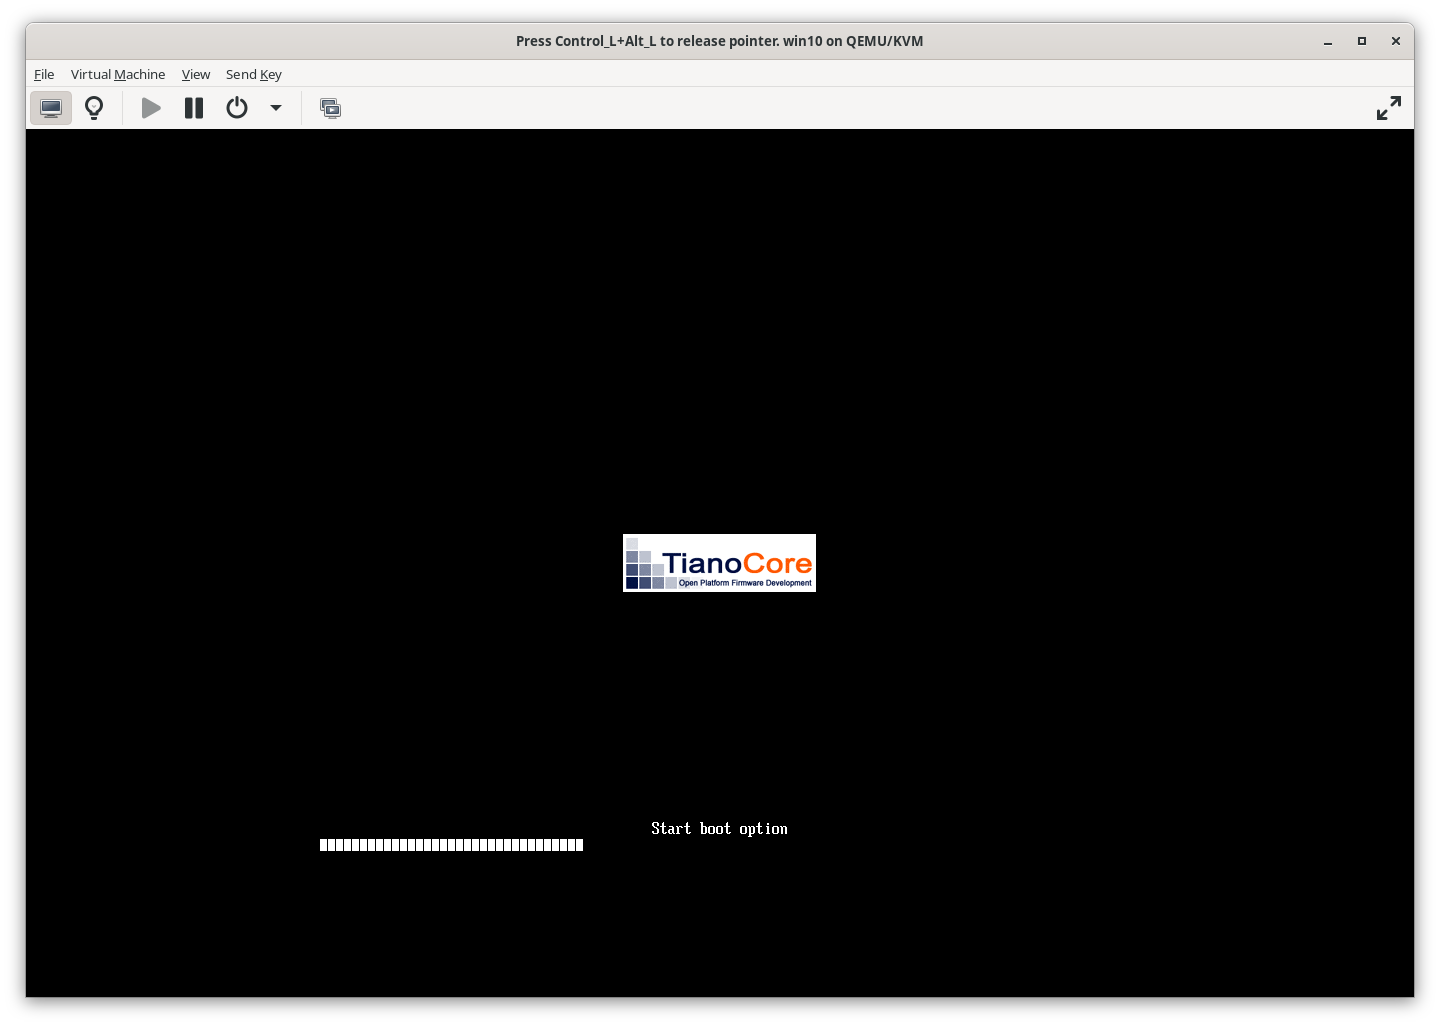 Press Control_L+Alt_L to release pointer. win10 on QEMU/KVM
File Virtual Machine View Send Key
TianoCore
Open Platform Firmware Development
Start boot option